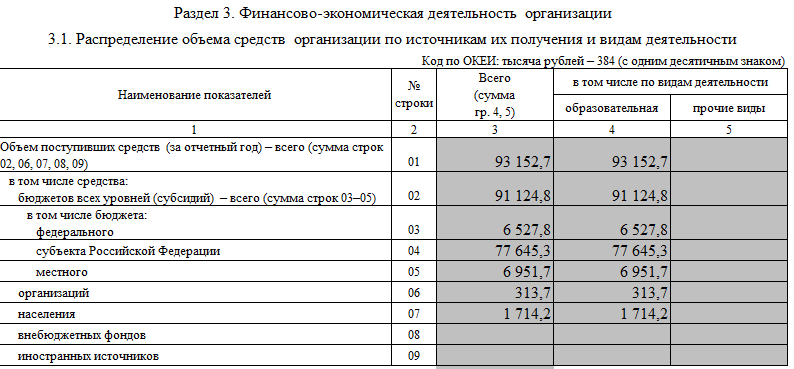 Раздел 3. Финансово-экономическая деятельность организации
3.1. Распределение объема средств организации по источникам их получения и видам деятельности
Код по ОКЕИ: тысяча рублей – 384 (с одним десятичным знаком)
Наименование показателей № строки Всего (сумма гр. 4, 5) в том числе по видам деятельности
образовательная прочие виды
1 2 3 4 5
Объем поступивших средств (за отчетный год) – всего (сумма строк
02, 06, 07, 08, 09) 01 93 152,7 93 152,7
в том числе средства:
бюджетов всех уровней (субсидий) – всего (сумма строк 03–05) 02 91 124,8 91 124,8
в том числе бюджета:
федерального 03 6 527,8 6 527,8
субъекта Российской Федерации 04 77 645,3 77 645,3
местного 05 6 951,7 6 951,7
организаций 06 313,7 313,7
населения 07 1 714,2 1 714,2
внебюджетных фондов 08
иностранных источников 09